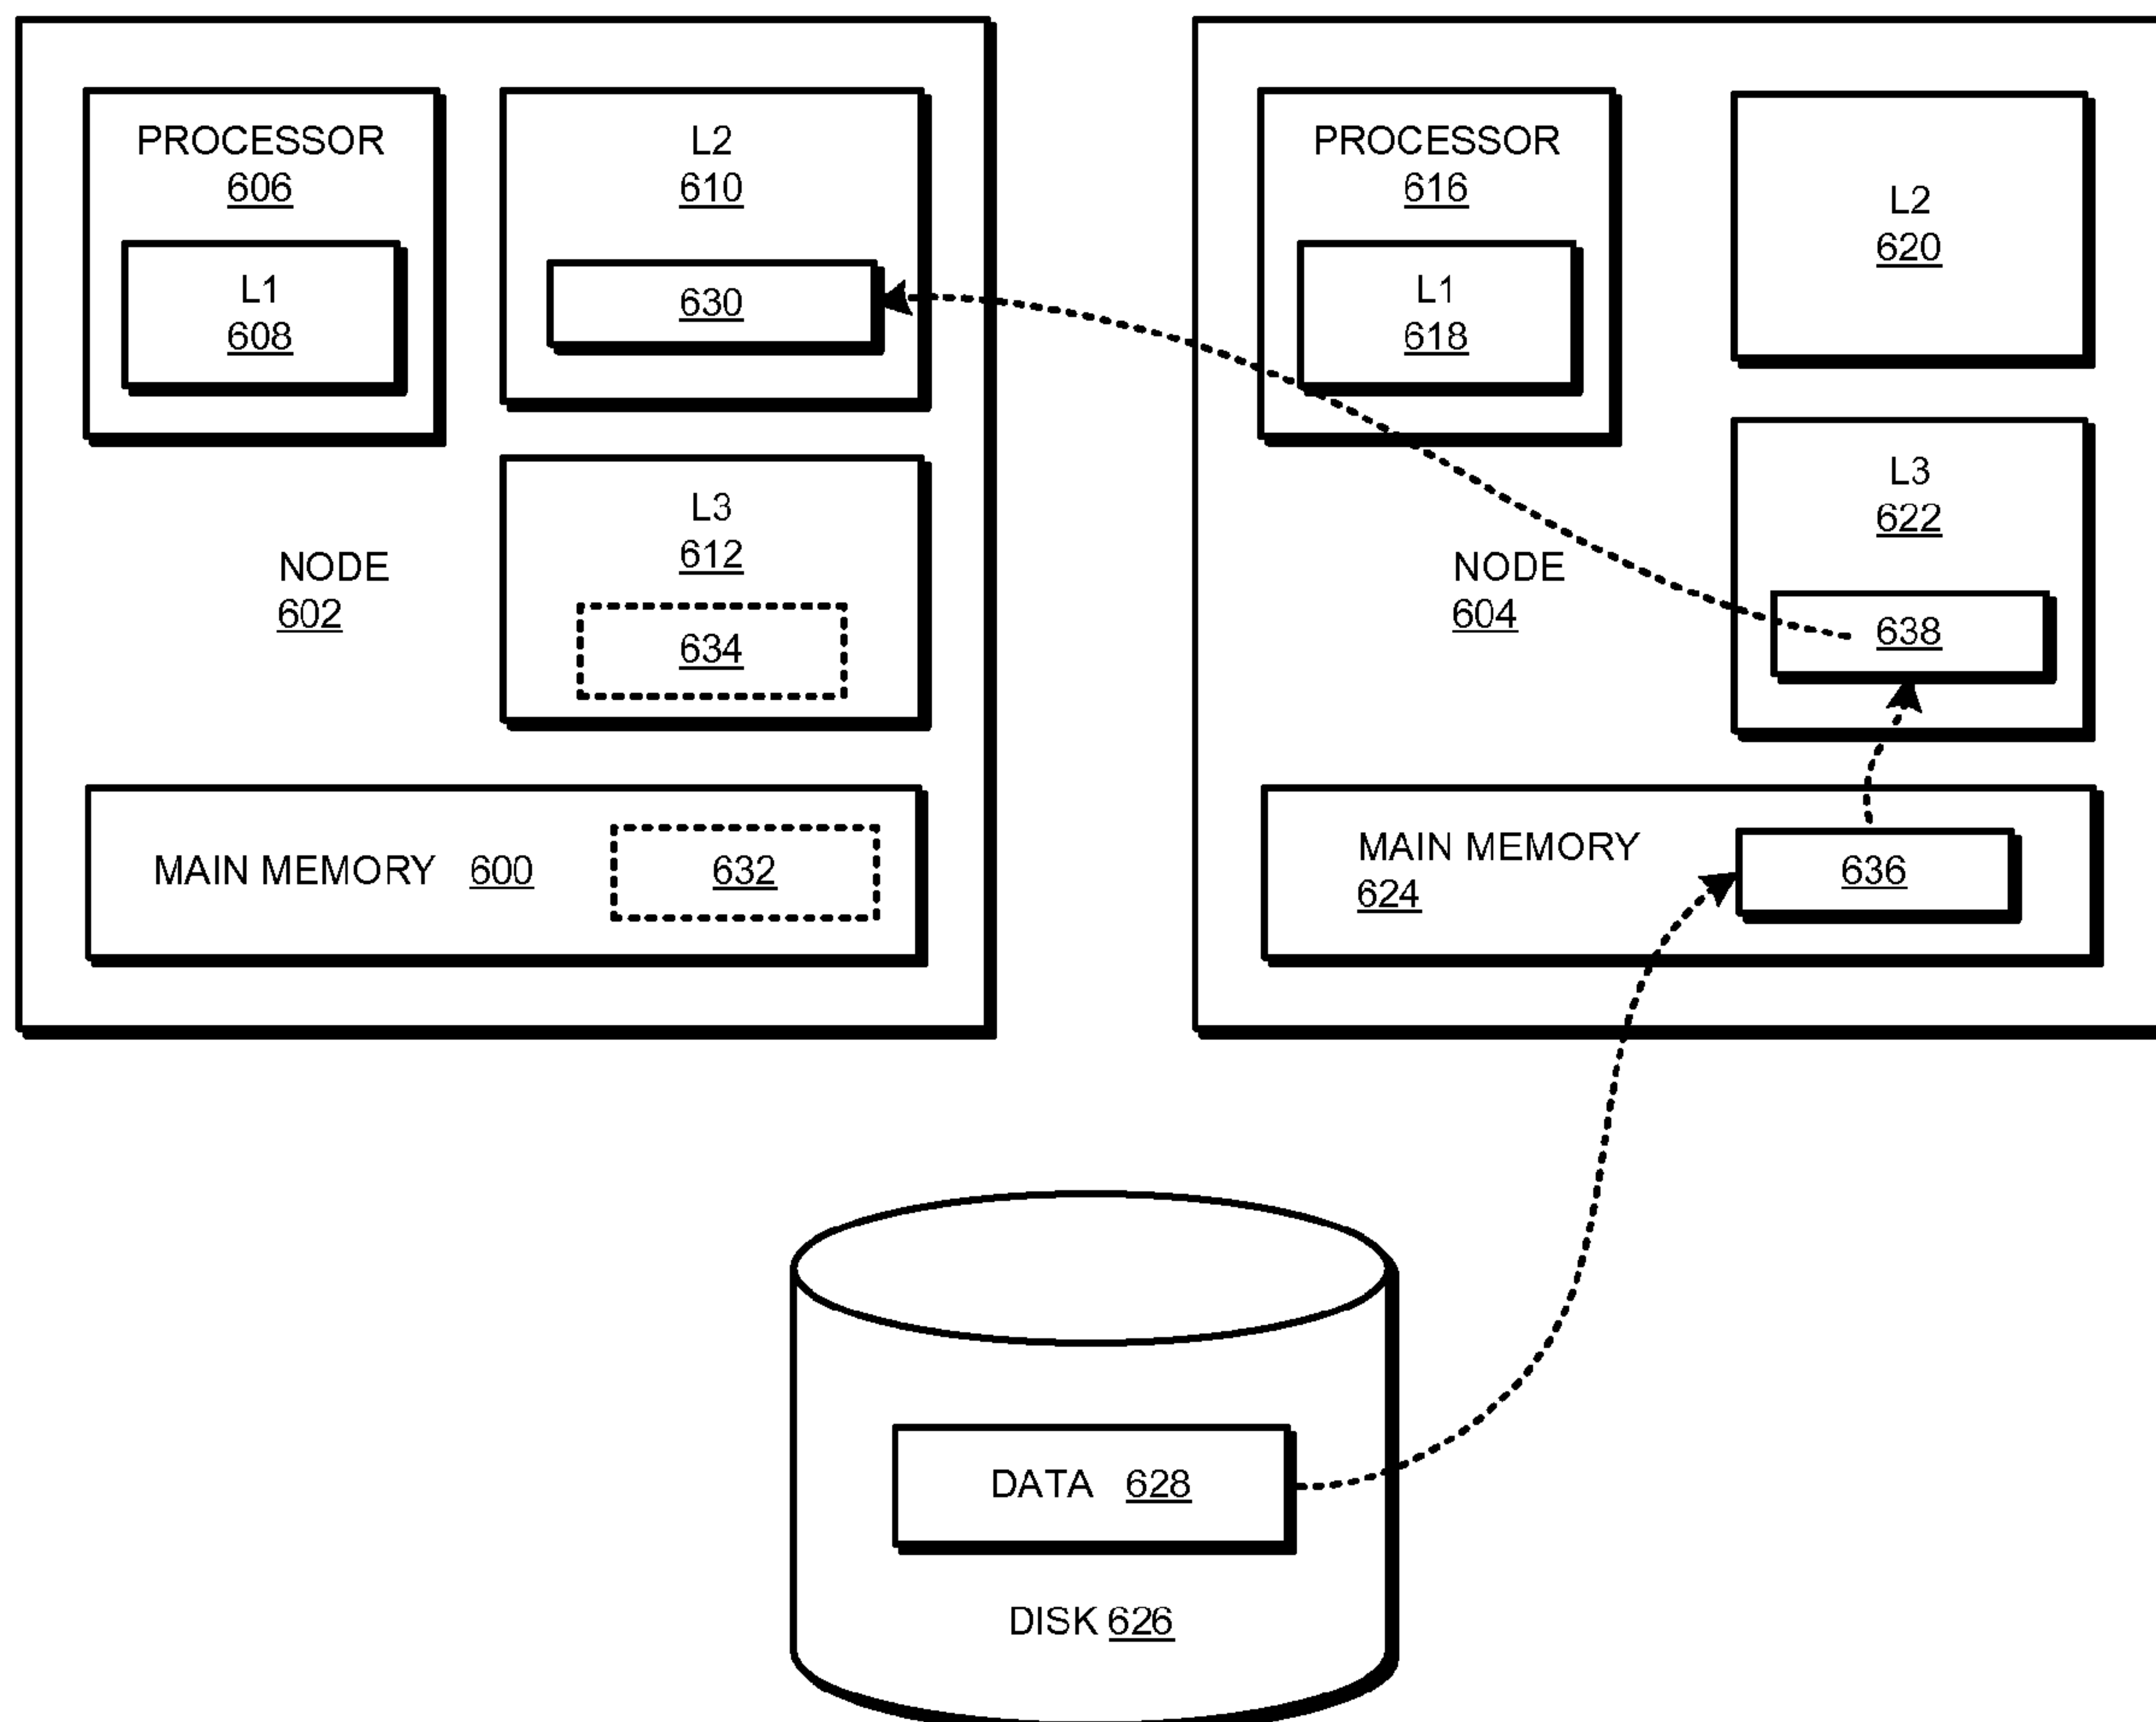 PROCESSOR
606
L1
608
L2
610
630
L3
612
634
NODE
602
MAIN MEMORY 600
632
PROCESSOR
616
L1
618
L2
620
L3
622
638
NODE
604
MAIN MEMORY
624
636
DATA 628
DISK 626